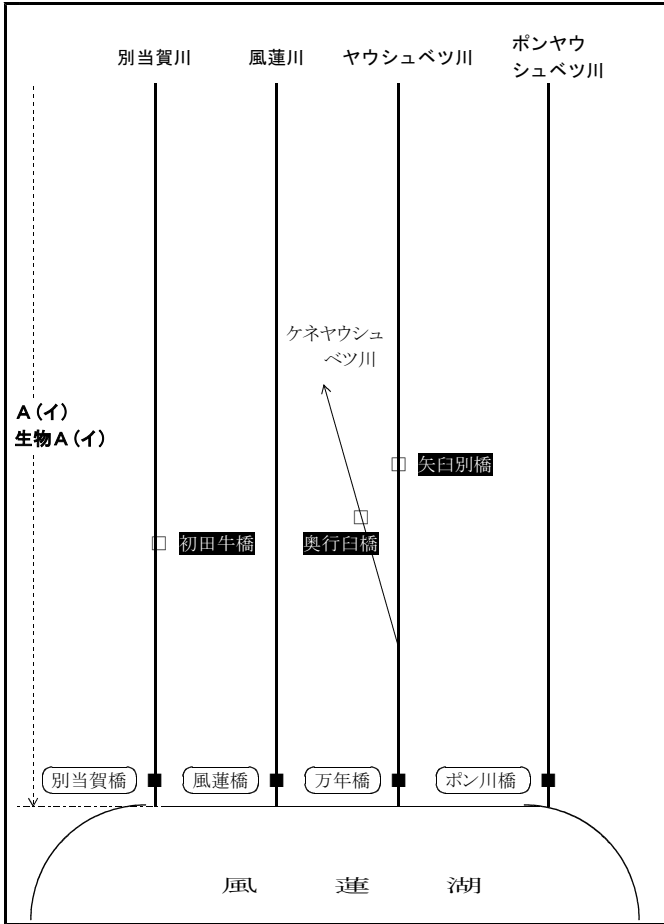 別当賀川
風蓮川
ヤウシュベツ川
ポンヤウ
シュベツ川
ケネヤウシュ
ベツ川
A (イ)
生物A (イ)
矢臼別橋
初田牛橋
奥行臼橋
別当賀橋
風蓮橋
万年橋
ポン川橋
風 蓮 湖